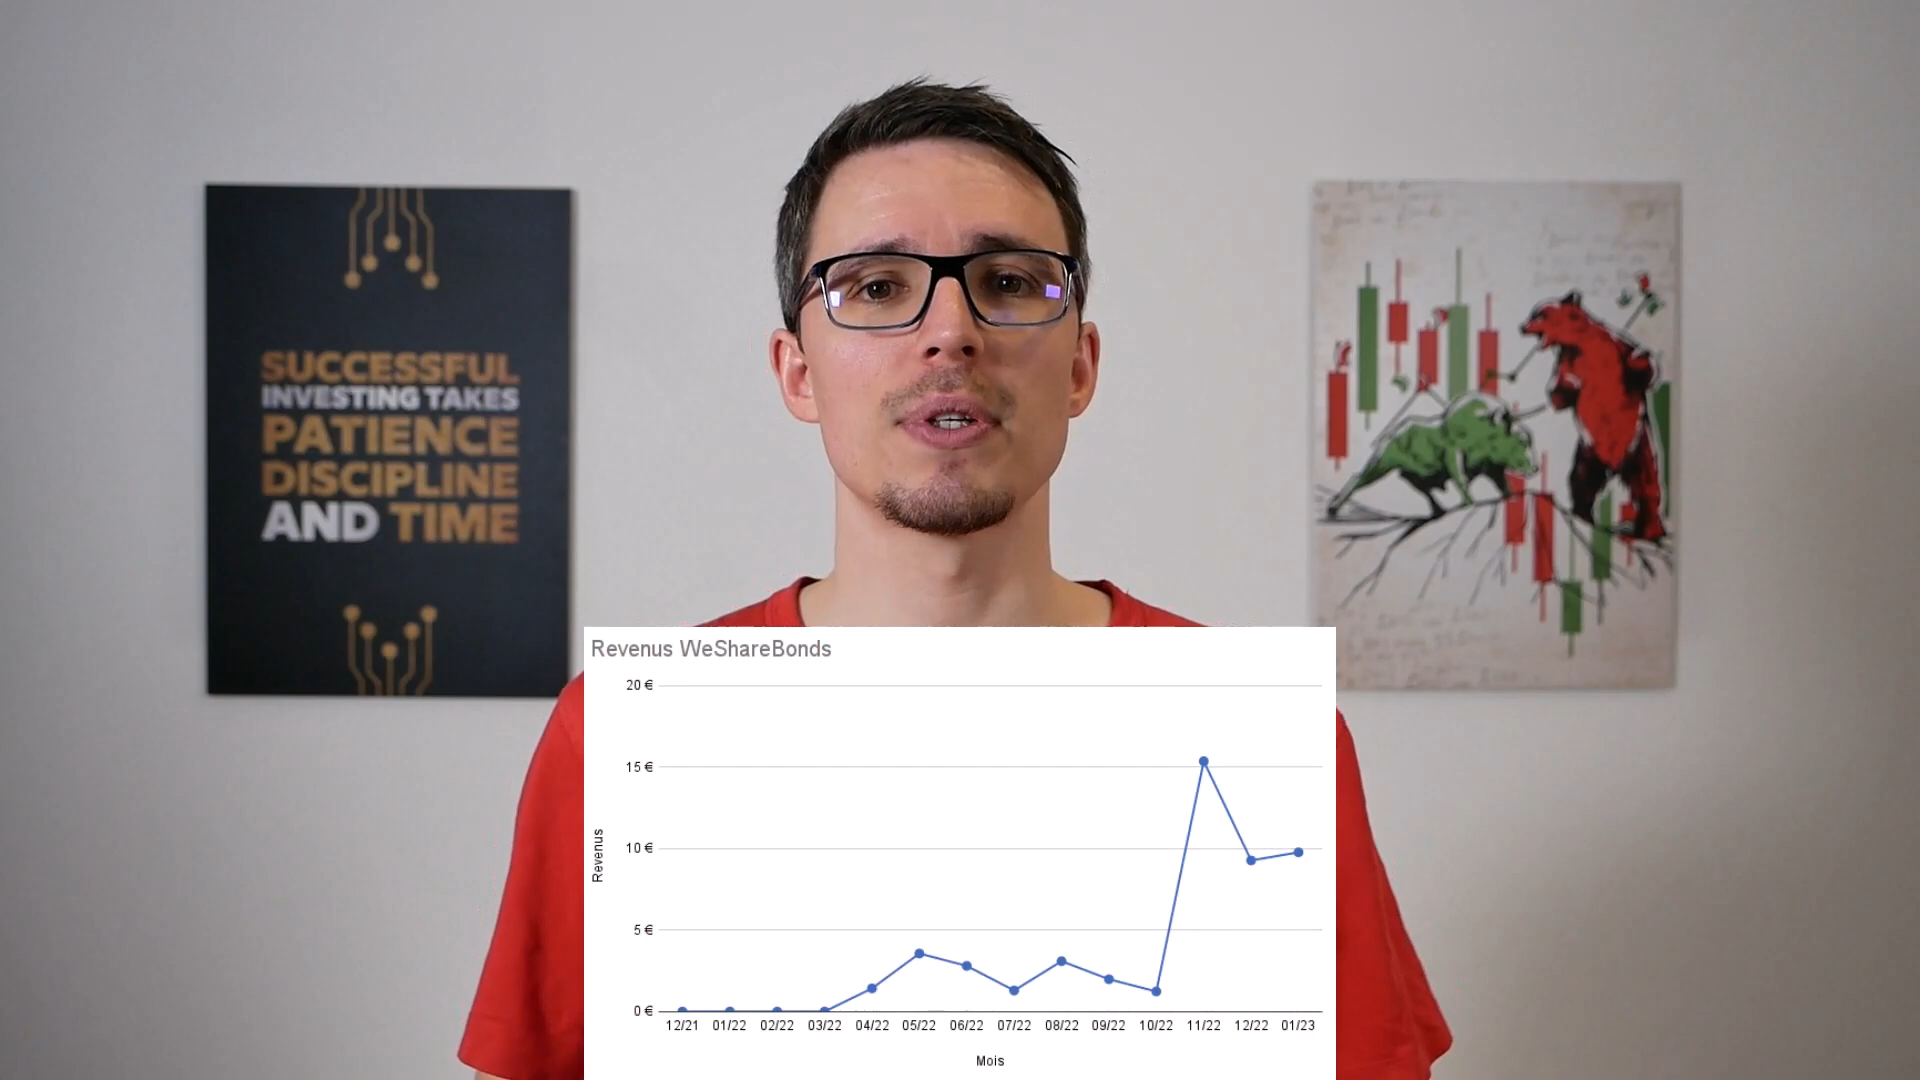 SUCCESSFUL
INVESTING TAKES
PATIENCE
DISCIPLINE
AND TIME
Revenus WeShareBonds
20 €
15 €
10 €
5 €
0 €
Revenus
12/21 01/22 02/22 03/22 04/22 05/22 06/22 07/22 08/22 09/22 10/22 11/22 12/22 01/23
Mois